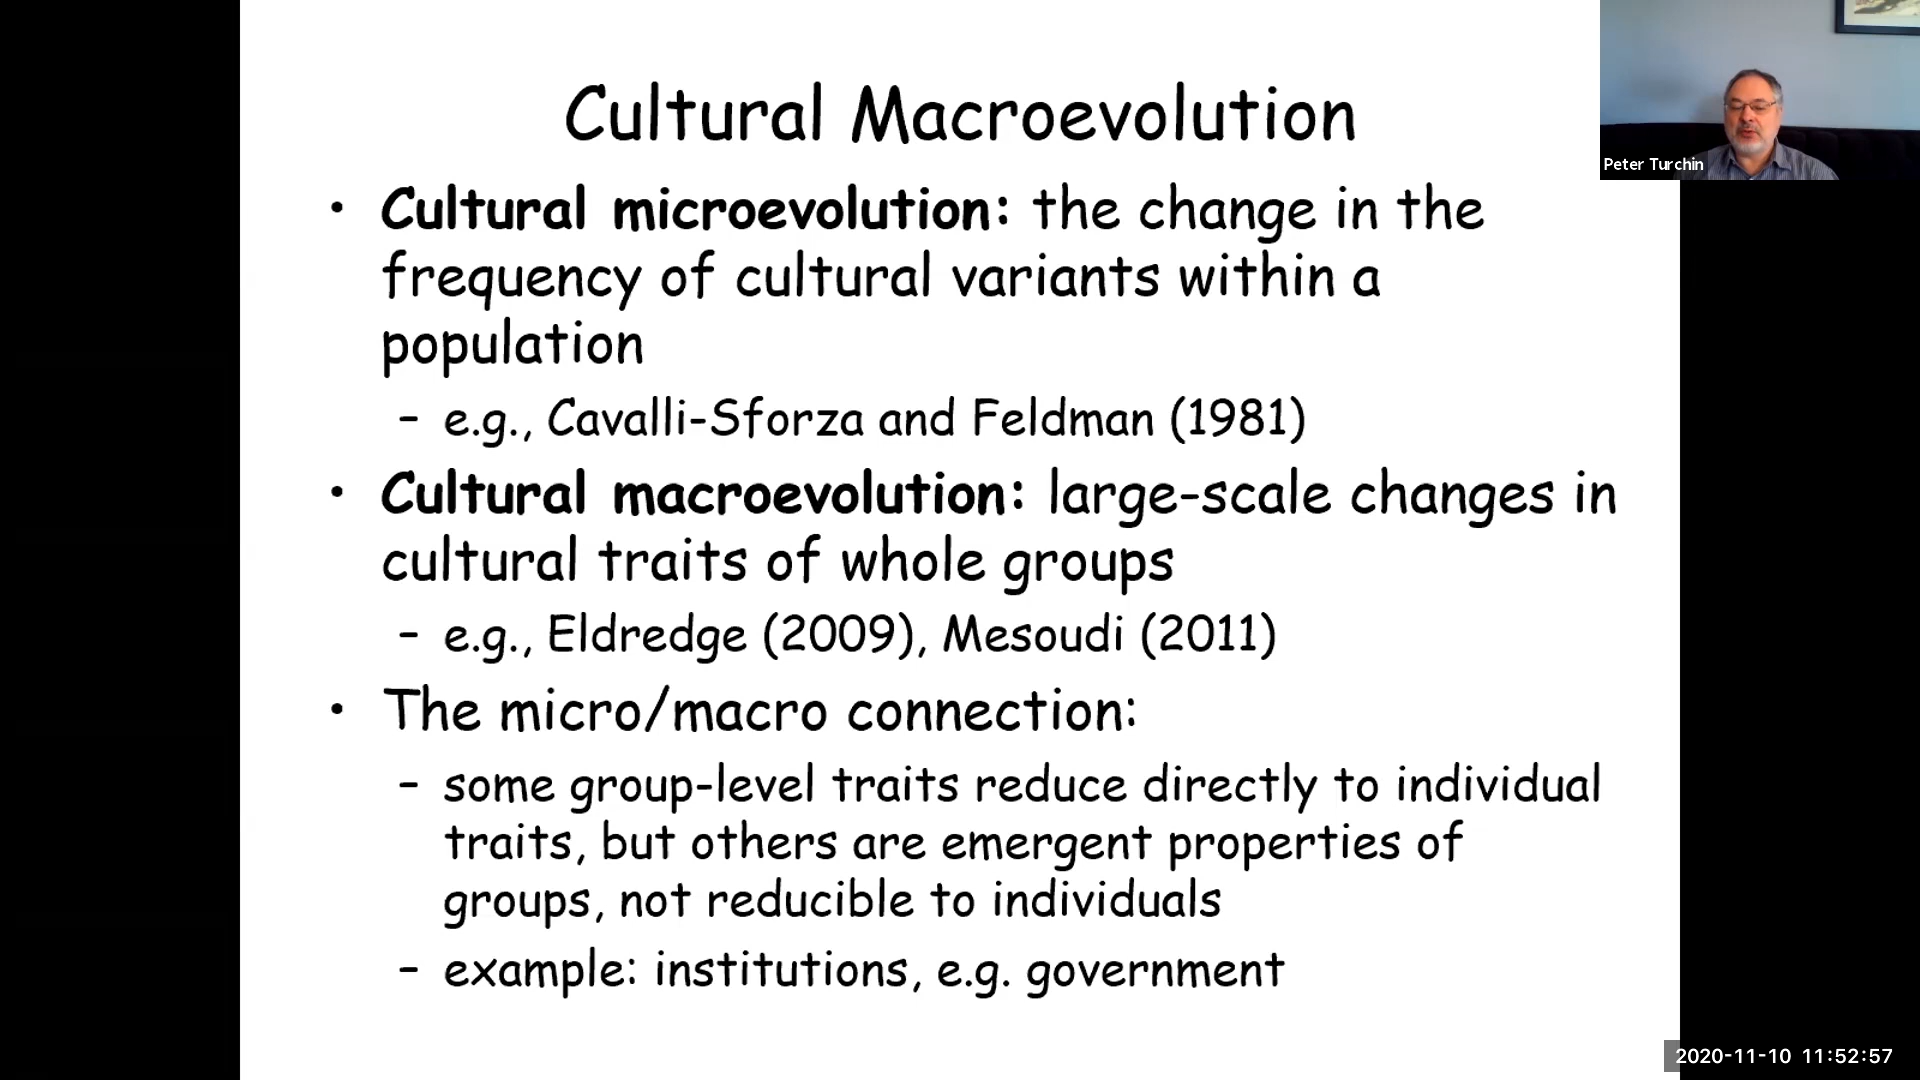 Cultural Macroevolution
Peter Turchin
• Cultural microevolution: the change in the
frequency of cultural variants within a
population
– e.g., Cavalli-Sforza and Feldman (1981)
• Cultural macroevolution: large-scale changes in
cultural traits of whole groups
– e.g., Eldredge (2009), Mesoudi (2011)
• The micro/macro connection:
– some group-level traits reduce directly to individual
traits, but others are emergent properties of
groups, not reducible to individuals
– example: institutions, e.g. government
2020-11-10 11:52:57